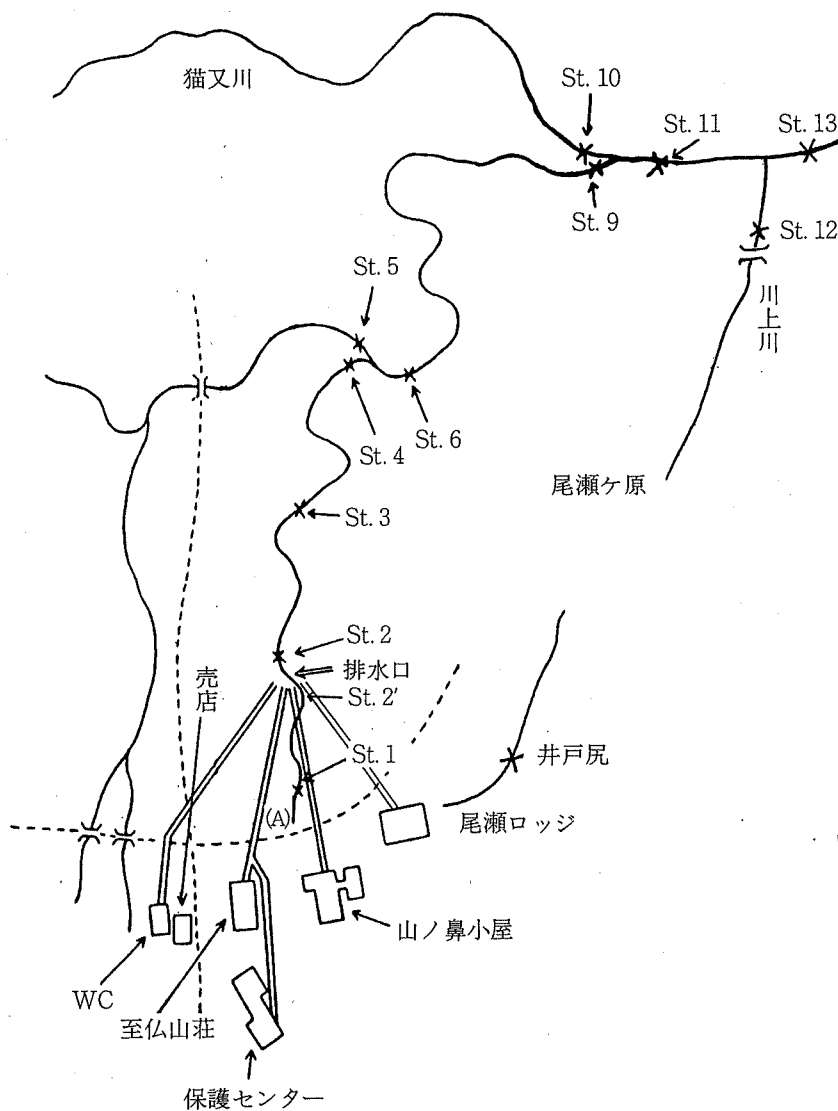 猫又川
St. 10
St. 11
St. 13
St. 9
St. 12
川上川
St. 5
St. 4
St. 6
尾瀬ケ原
St. 3
St. 2
排水口
St. 2′
売店
St. 1
井戸尻
(A)
尾瀬ロッジ
山ノ鼻小屋
WC
至仏山荘
保護センター